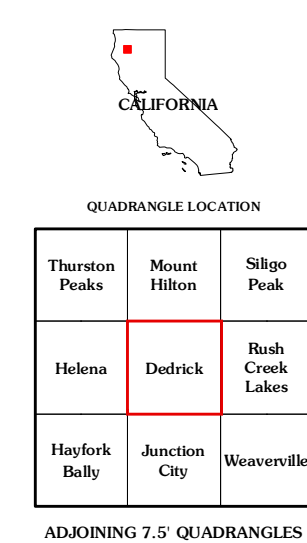 CALIFORNIA
QUADRANGLE LOCATION
Thurston
Peaks
Mount
Hilton
Siligo
Peak
Helena
Dedrick
Rush
Creek
Lakes
Hayfork
Bally
Junction
City
Weaverville
ADJOINING 7.5' QUADRANGLES